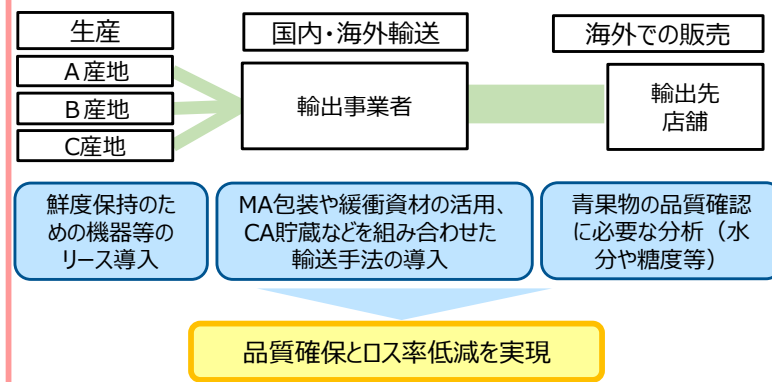 生産
国内・海外輸送
海外での販売
A産地
B産地
C産地
輸出事業者
輸出先
店舗
鮮度保持のた
めの機器等の
リース導入
MA包装や緩衝資材の活用、
CA貯蔵などを組み合わせた
輸送手法の導入
青果物の品質確認
に必要な分析（水
分や糖度等）
品質確保とロス率低減を実現